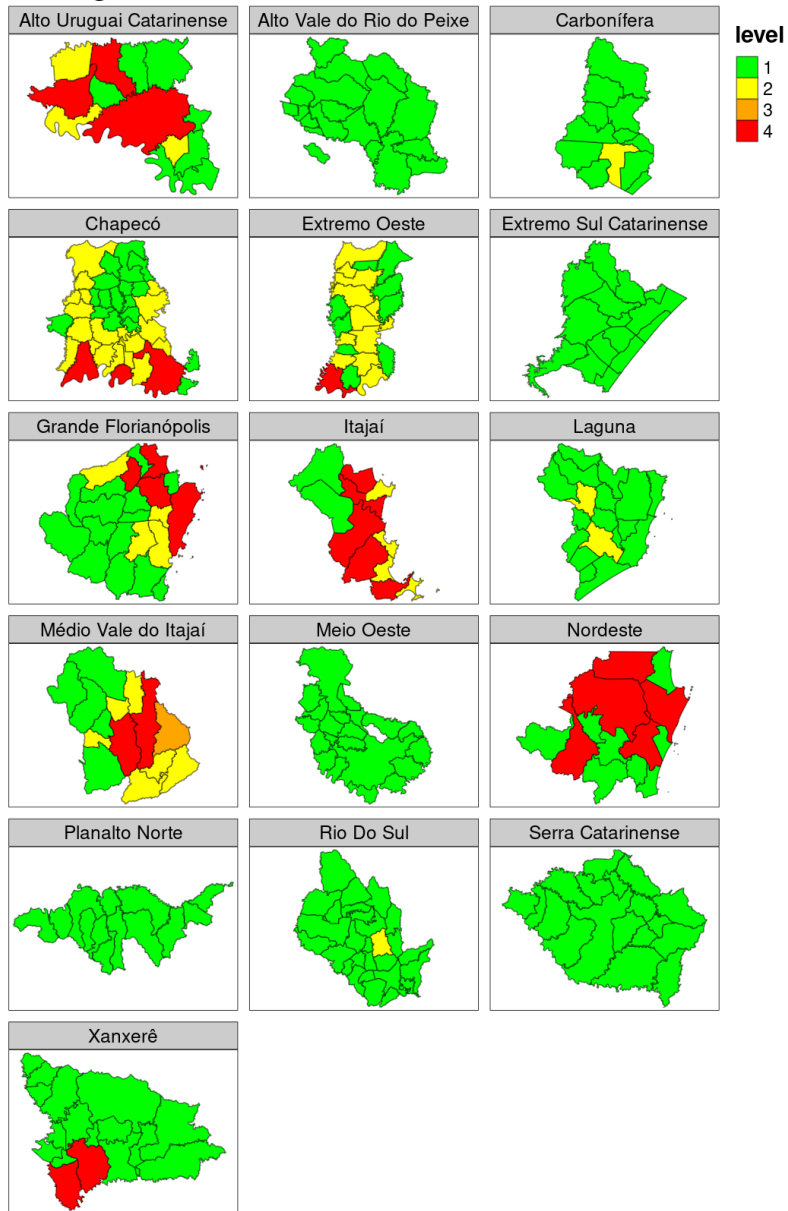 Alto Uruguai Catarinense
Alto Vale do Rio do Peixe
Carbonífera
level
1
2
3
4
Chapecó
Extremo Oeste
Extremo Sul Catarinense
Grande Florianópolis
Itajaí
Laguna
Médio Vale do Itajaí
Meio Oeste
Nordeste
Planalto Norte
Rio Do Sul
Serra Catarinense
Xanxerê